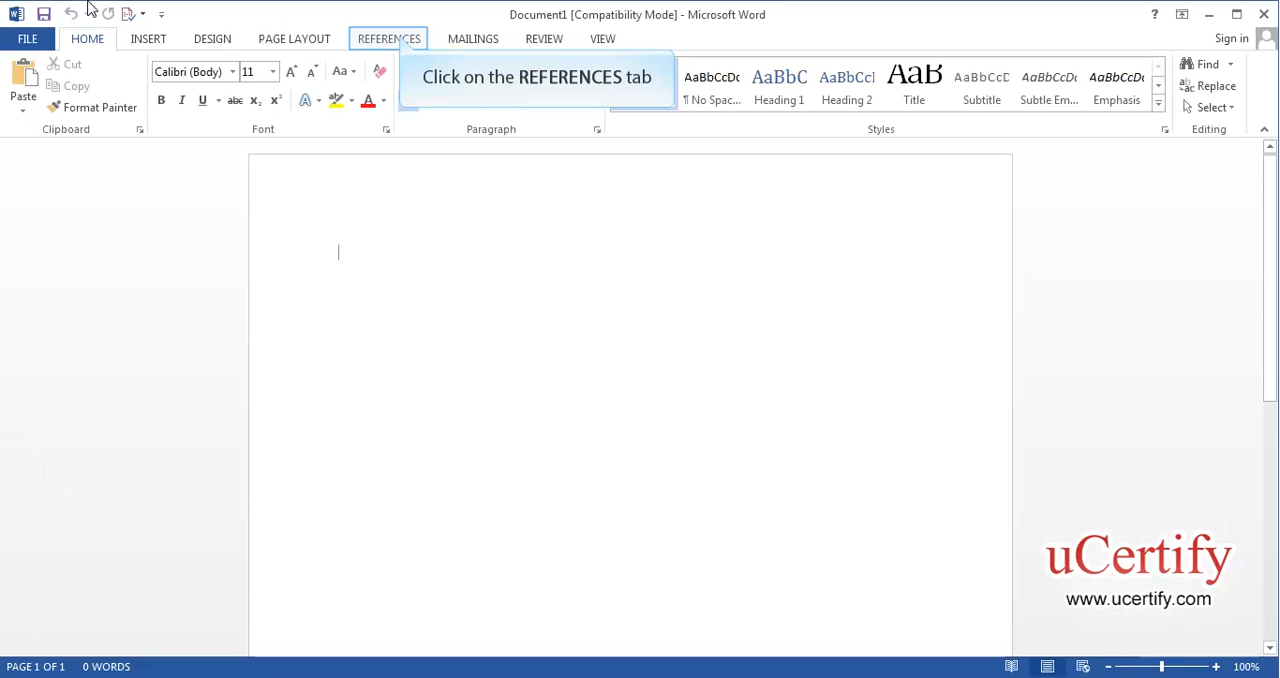 Document1 [Compatibility Mode] - Microsoft Word
?
FILE HOME INSERT DESIGN PAGE LAYOUT REFERENCES MAILINGS REVIEW VIEW Sign in
Click on the REFERENCES tab
Paste
Cut
Copy
Format Painter
Clipboard
Calibri (Body) 11 Aa
B I U abc X₂ X² A A
Font
Paragraph
AaBbCcDc AaBbC AaBbCcl AaB AaBbCcD AaBbCcDc AaBbCcDc
¶ No Spac... Heading 1 Heading 2 Title Subtitle Subtle Em... Emphasis
Styles
Find
Replace
Select
Editing
uCertify
www.ucertify.com
PAGE 1 OF 1 0 WORDS 100%